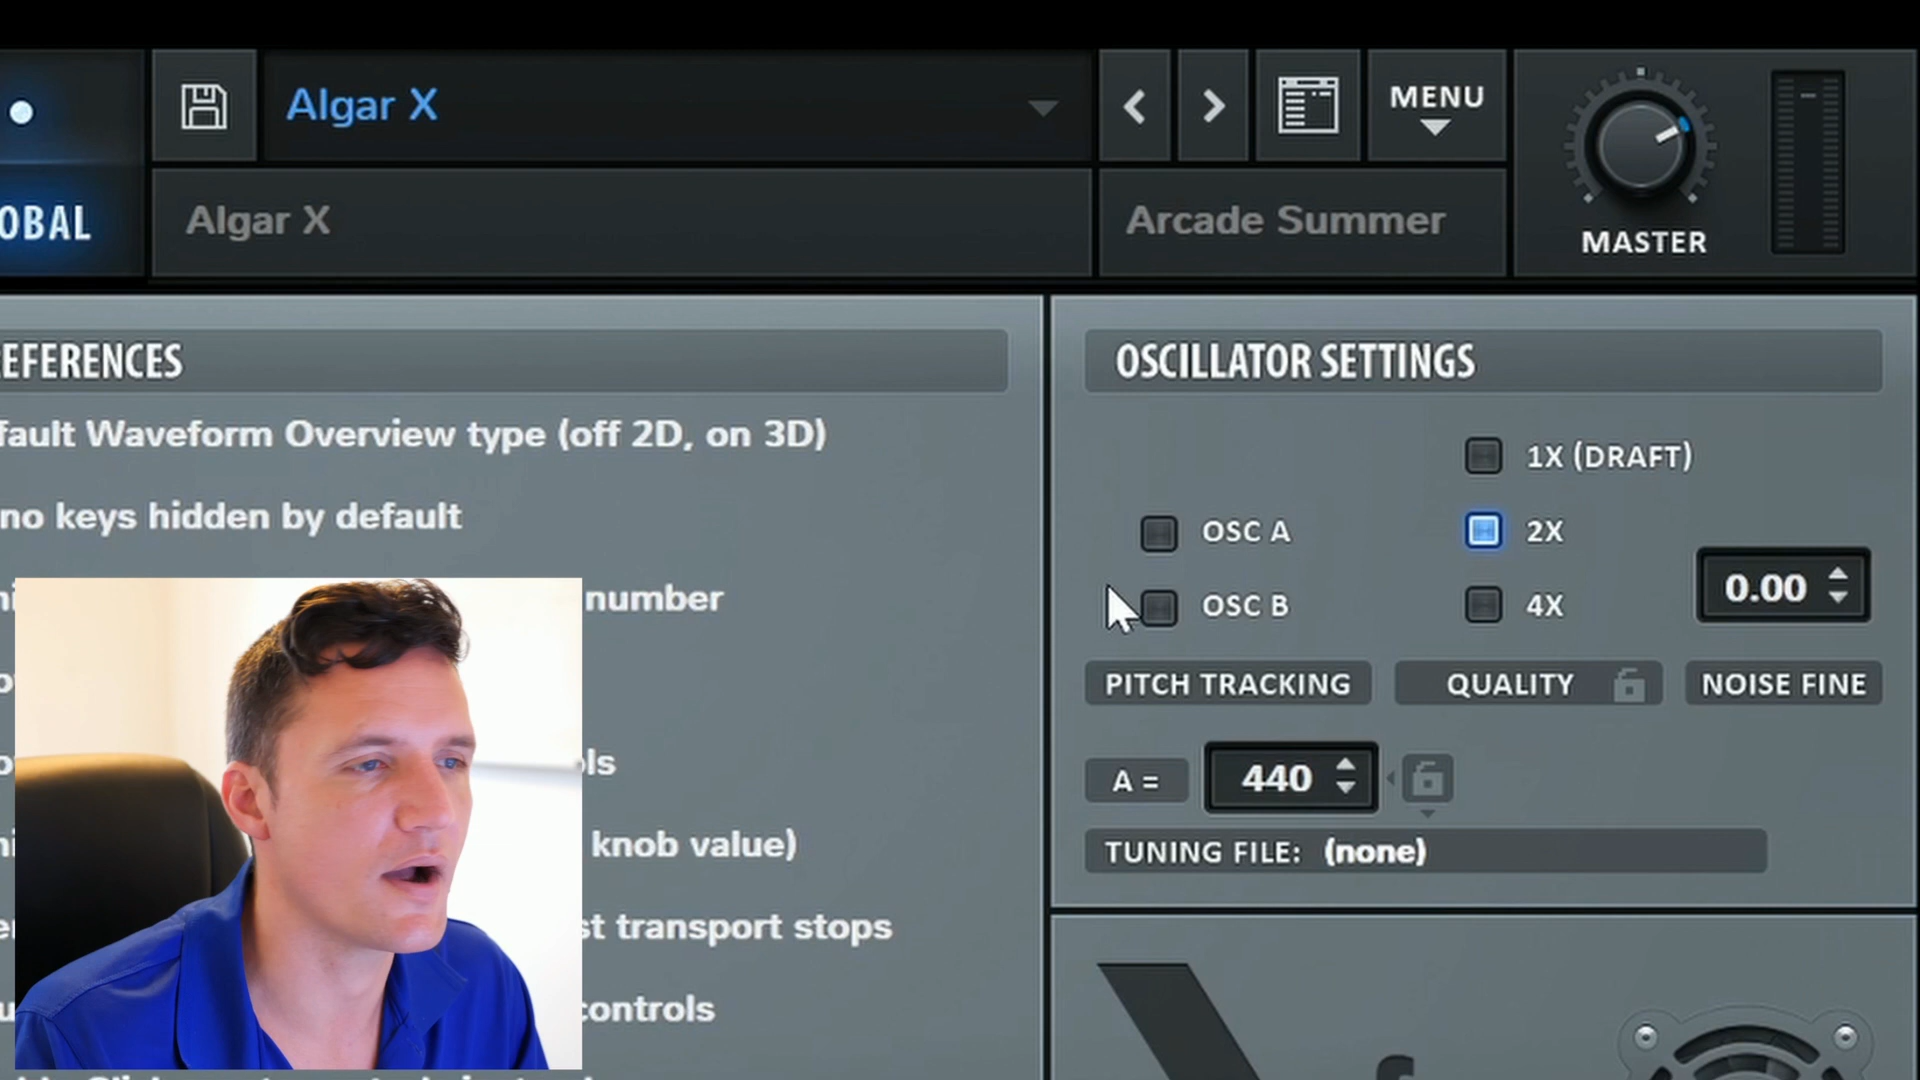 Algar X
MENU
OBAL
Algar X
Arcade Summer
MASTER
EFERENCES
fault Waveform Overview type (off 2D, on 3D)
no keys hidden by default
number
ols
knob value)
st transport stops
controls
OSCILLATOR SETTINGS
1X (DRAFT)
OSC A
2X
OSC B
4X
0.00
PITCH TRACKING
QUALITY
NOISE FINE
A =
440
TUNING FILE: (none)